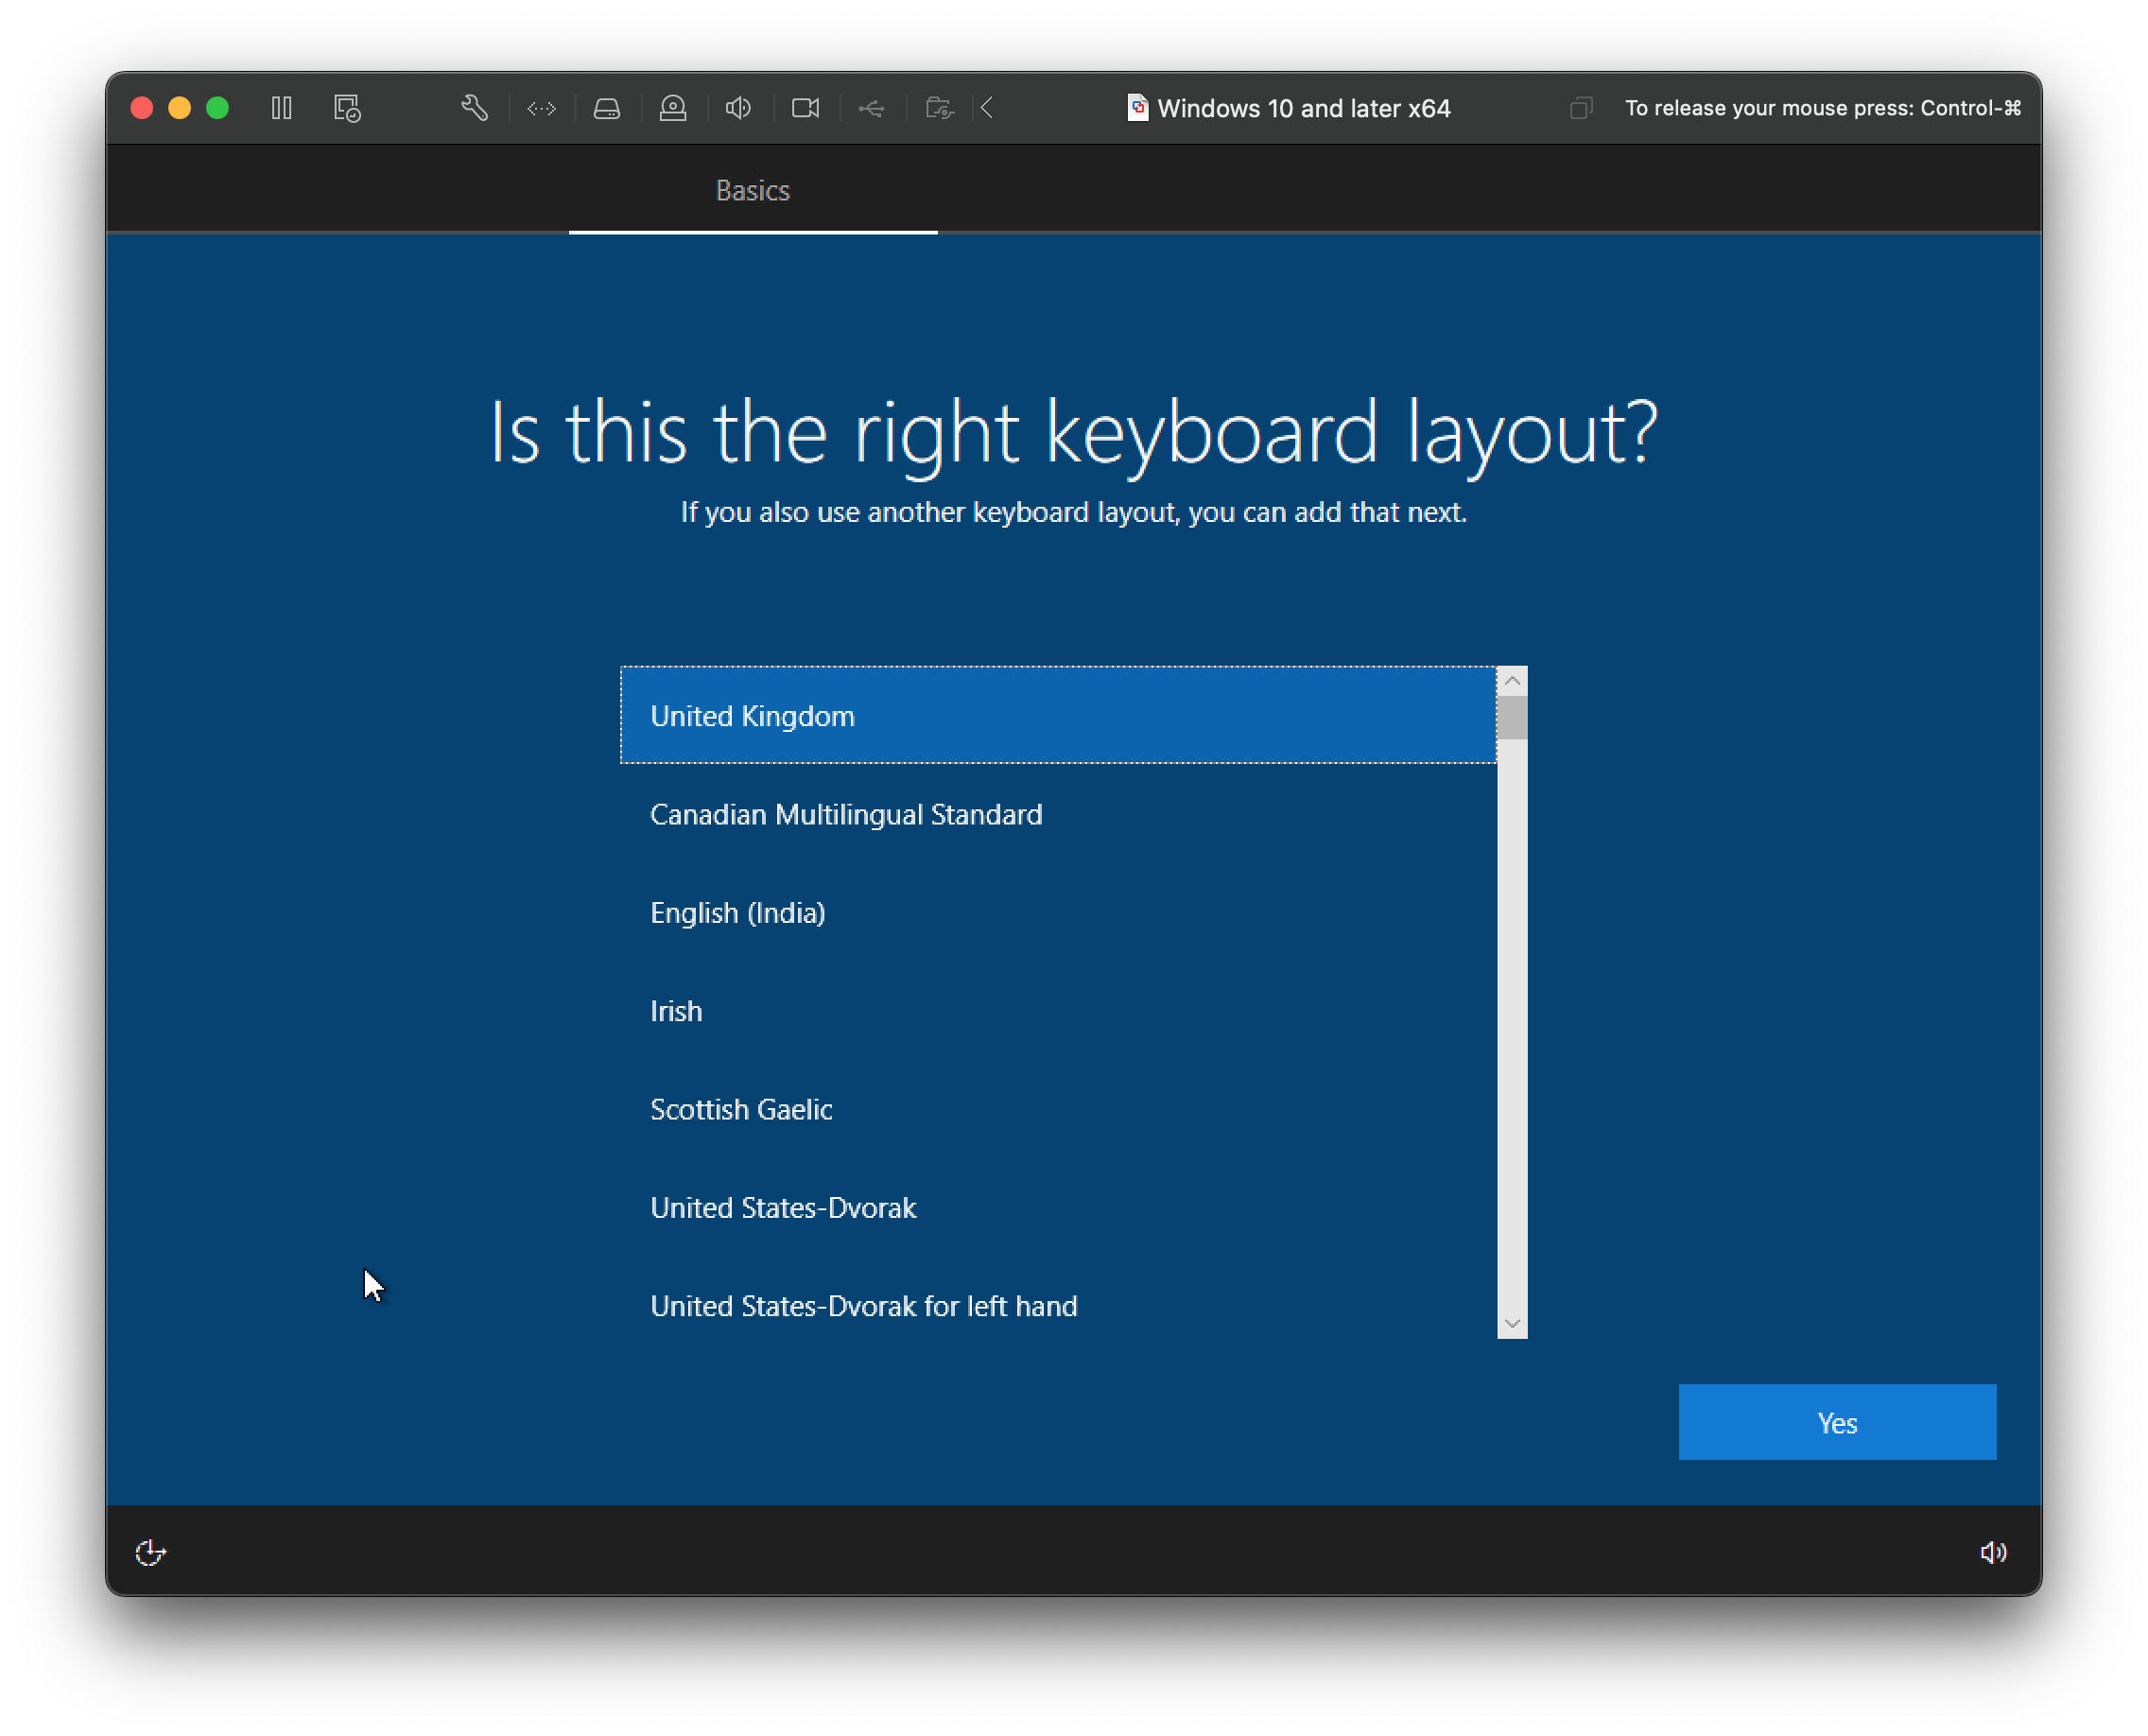 Windows 10 and later x64
To release your mouse press: Control-⌘
Basics
Is this the right keyboard layout?
If you also use another keyboard layout, you can add that next.
United Kingdom
Canadian Multilingual Standard
English (India)
Irish
Scottish Gaelic
United States-Dvorak
United States-Dvorak for left hand
Yes